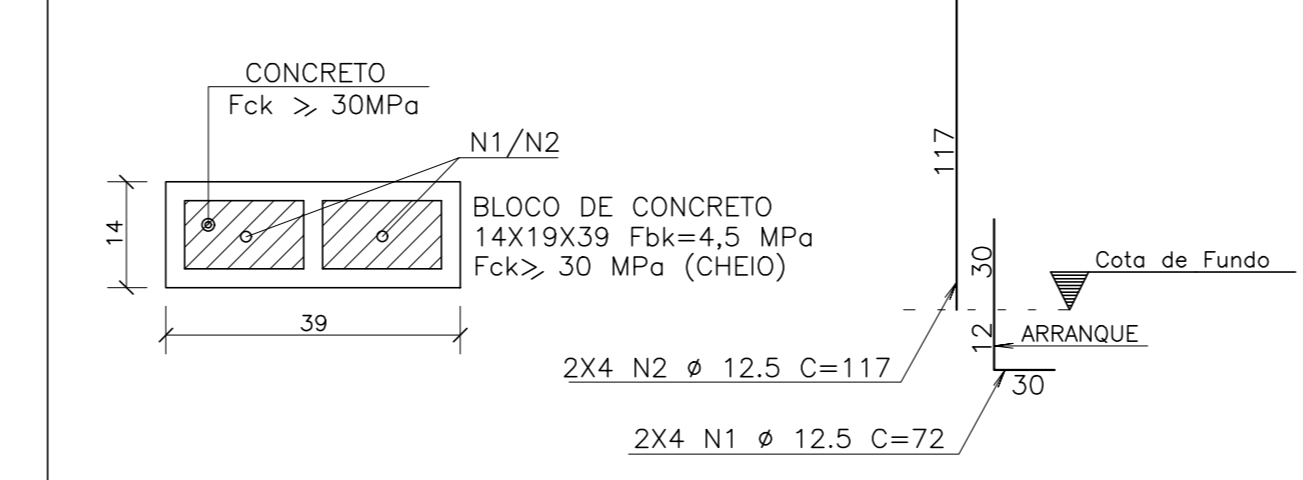 CONCRETO
Fck ⩾ 30MPa
N1/N2
14
BLOCO DE CONCRETO
14X19X39 Fbk=4,5 MPa
Fck⩾ 30 MPa (CHEIO)
39
117
30
Cota de Fundo
12
ARRANQUE
30
2X4 N2 ø 12.5 C=117
2X4 N1 ø 12.5 C=72